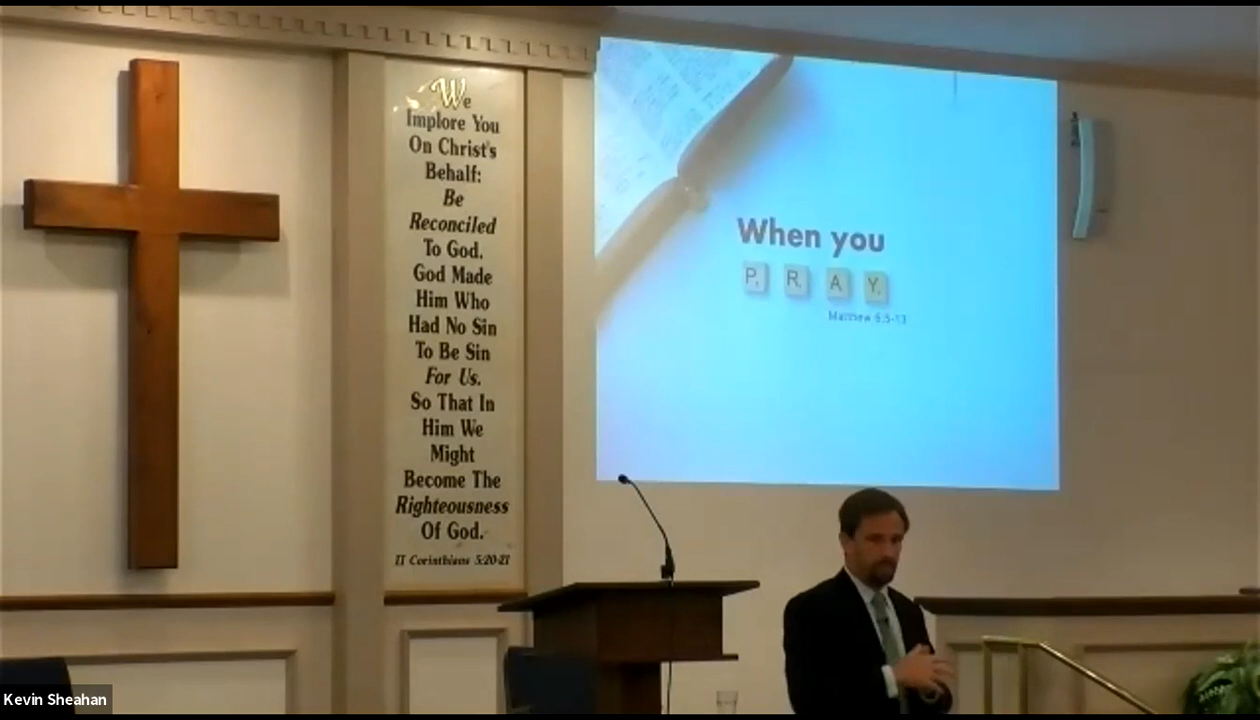 We
Implore You
On Christ's
Behalf:
Be
Reconciled
To God.
God Made
Him Who
Had No Sin
To Be Sin
For Us.
So That In
Him We
Might
Become The
Righteousness
Of God.
II Corinthians 5:20-21
When you
P, R. A Y.
Matthew 6:5-13
Kevin Sheahan